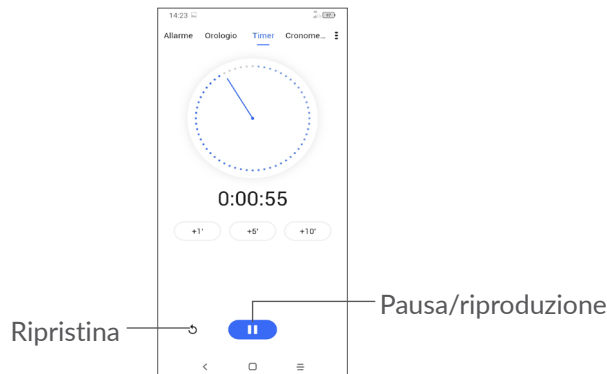 14:23
Allarme Orologio Timer Cronome...
0:00:55
+1' +5' +10'
Pausa/riproduzione
Ripristina